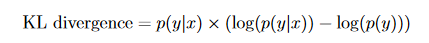 KL divergence = p(y|x) × (log(p(y|x)) − log(p(y)))